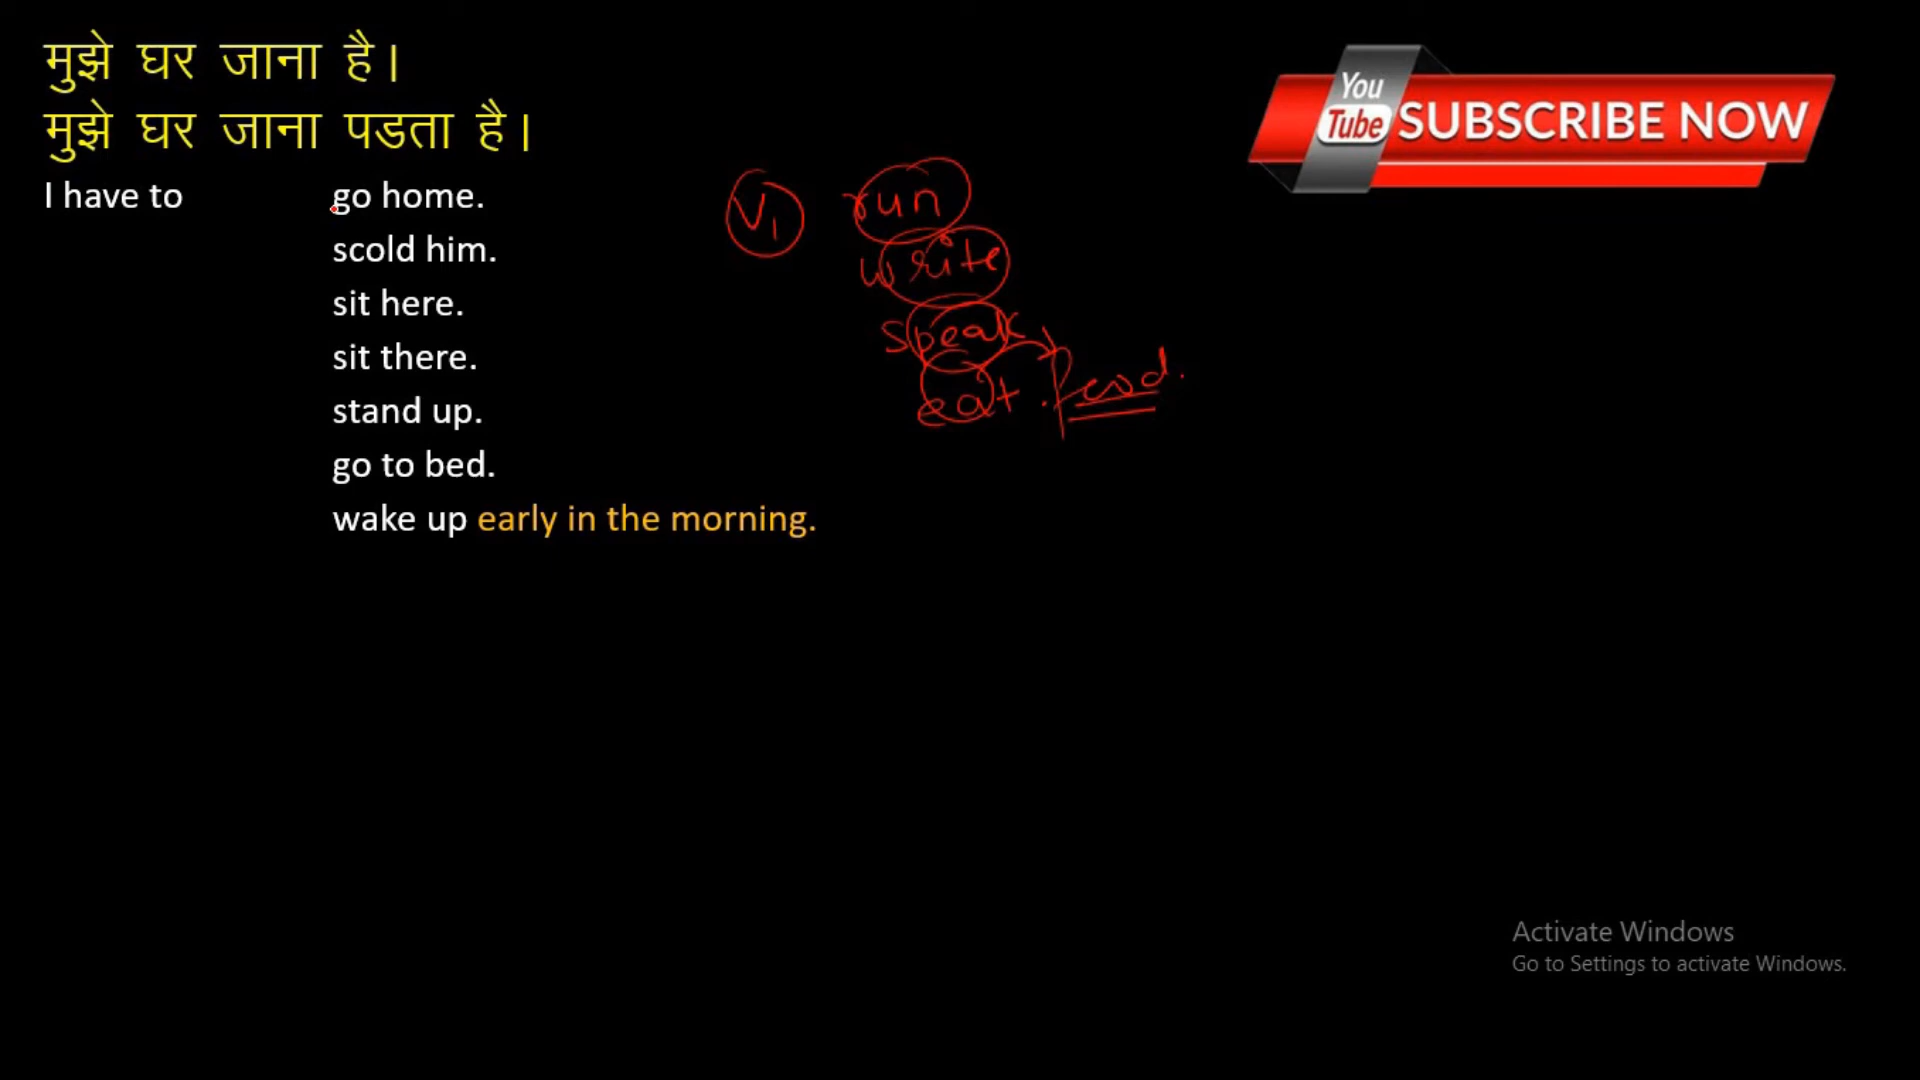 मुझे घर जाना है।
मुझे घर जाना पडता है।
I have to go home.
scold him.
sit here.
sit there.
stand up.
go to bed.
wake up early in the morning.
V1 run
write
speak
eat food.
You
Tube SUBSCRIBE NOW
Activate Windows
Go to Settings to activate Windows.